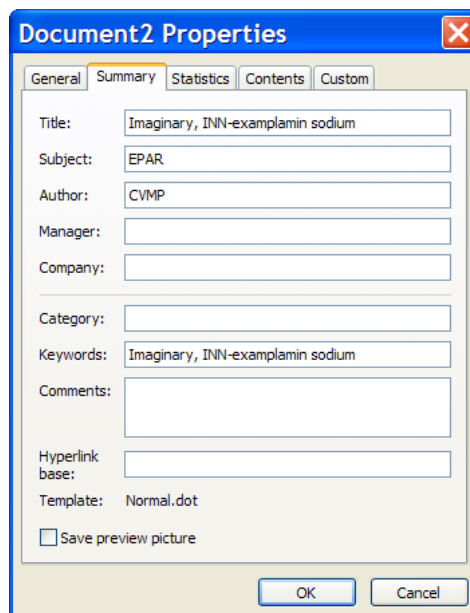 Document2 Properties
General Summary Statistics Contents Custom
Title: Imaginary, INN-examplamin sodium
Subject: EPAR
Author: CVMP
Manager:
Company:
Category:
Keywords: Imaginary, INN-examplamin sodium
Comments:
Hyperlink
base:
Template: Normal.dot
Save preview picture
OK Cancel